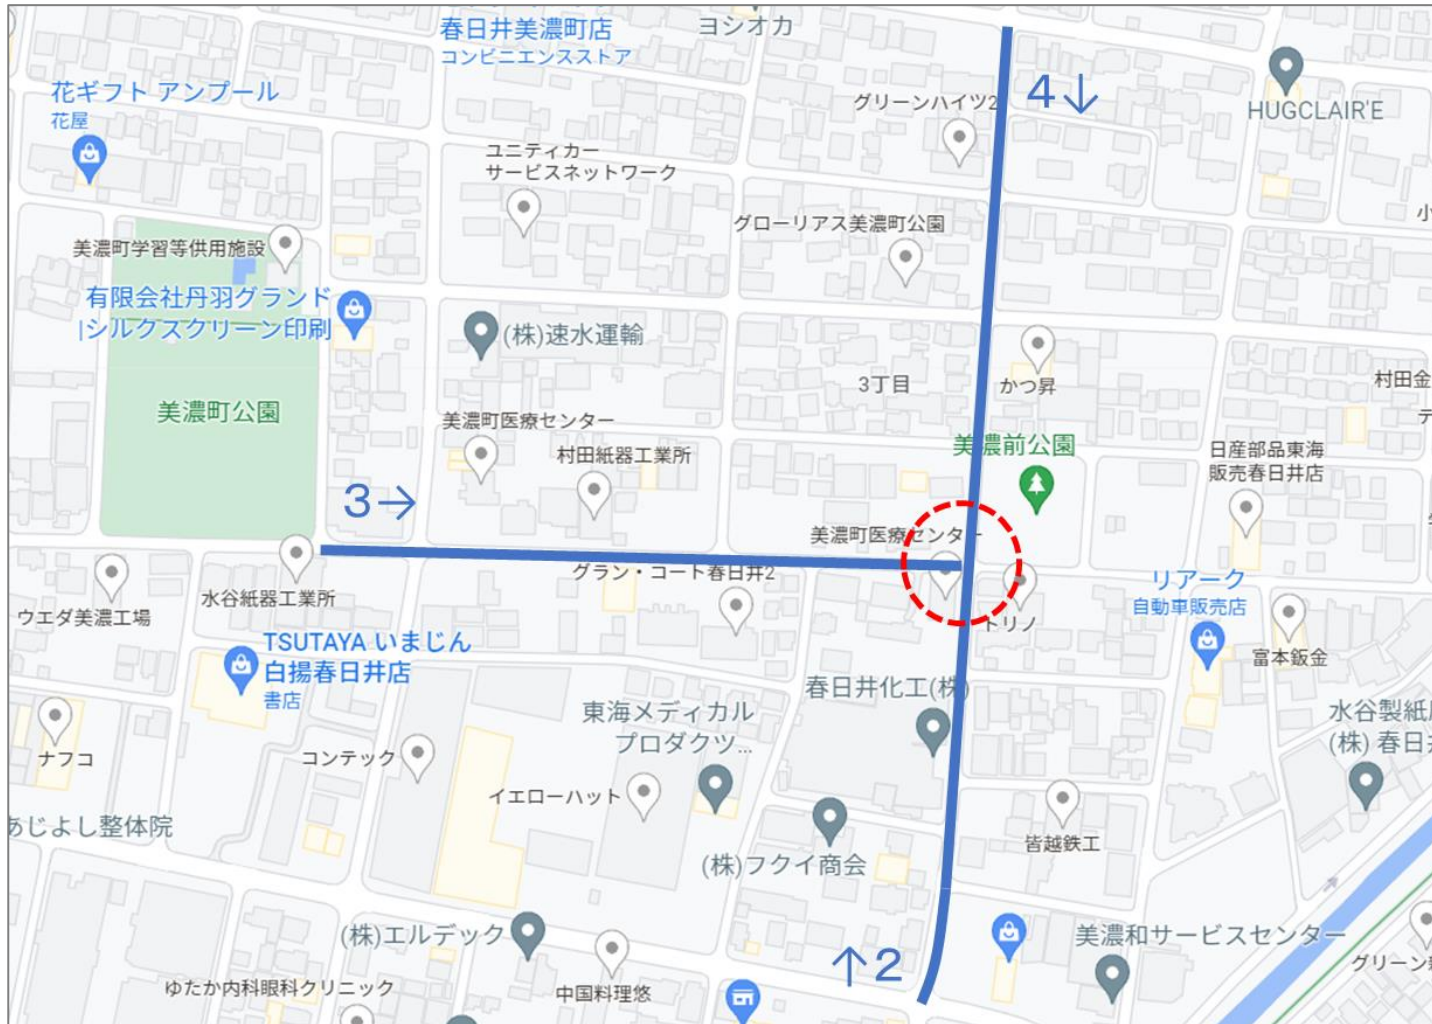 春日井美濃町店
コンビニエンスストア
ヨシオカ
花ギフト アンプール
花屋
グリーンハイツ2
4↓
HUGCLAIR'E
ユニティカー
サービスネットワーク
グローリアス美濃町公園
小
美濃町学習等供用施設
有限会社丹羽グランド
|シルクスクリーン印刷
(株)速水運輸
3丁目
かつ昇
村田金
テ
美濃町公園
美濃町医療センター
村田紙器工業所
美濃前公園
日産部品東海
販売春日井店
3→
美濃町医療センター
グラン・コート春日井2
水谷紙器工業所
ウエダ美濃工場
トリノ
リアーク
自動車販売店
富本鈑金
TSUTAYA いまじん
白揚春日井店
書店
春日井化工(株)
東海メディカル
プロダクツ...
水谷製紙
(株) 春日井
ナフコ
コンテック
イエローハット
あじよし整体院
(株)フクイ商会
皆越鉄工
(株)エルデック
↑2
美濃和サービスセンター
グリーン
ゆたか内科眼科クリニック
中国料理悠